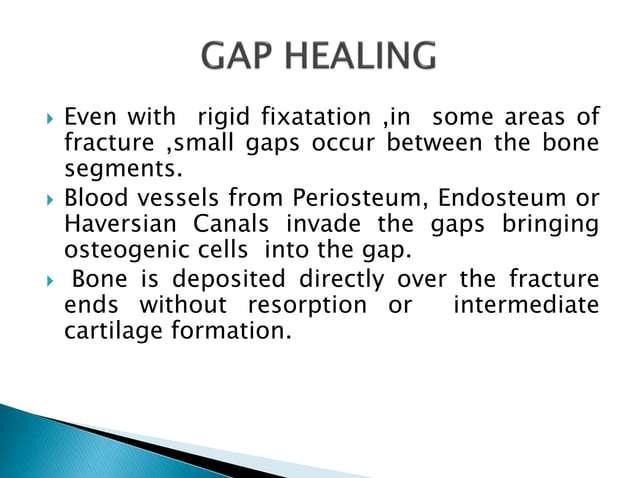 GAP HEALING
Even with rigid fixatation ,in some areas of
fracture ,small gaps occur between the bone
segments.
Blood vessels from Periosteum, Endosteum or
Haversian Canals invade the gaps bringing
osteogenic cells into the gap.
Bone is deposited directly over the fracture
ends without resorption or intermediate
cartilage formation.